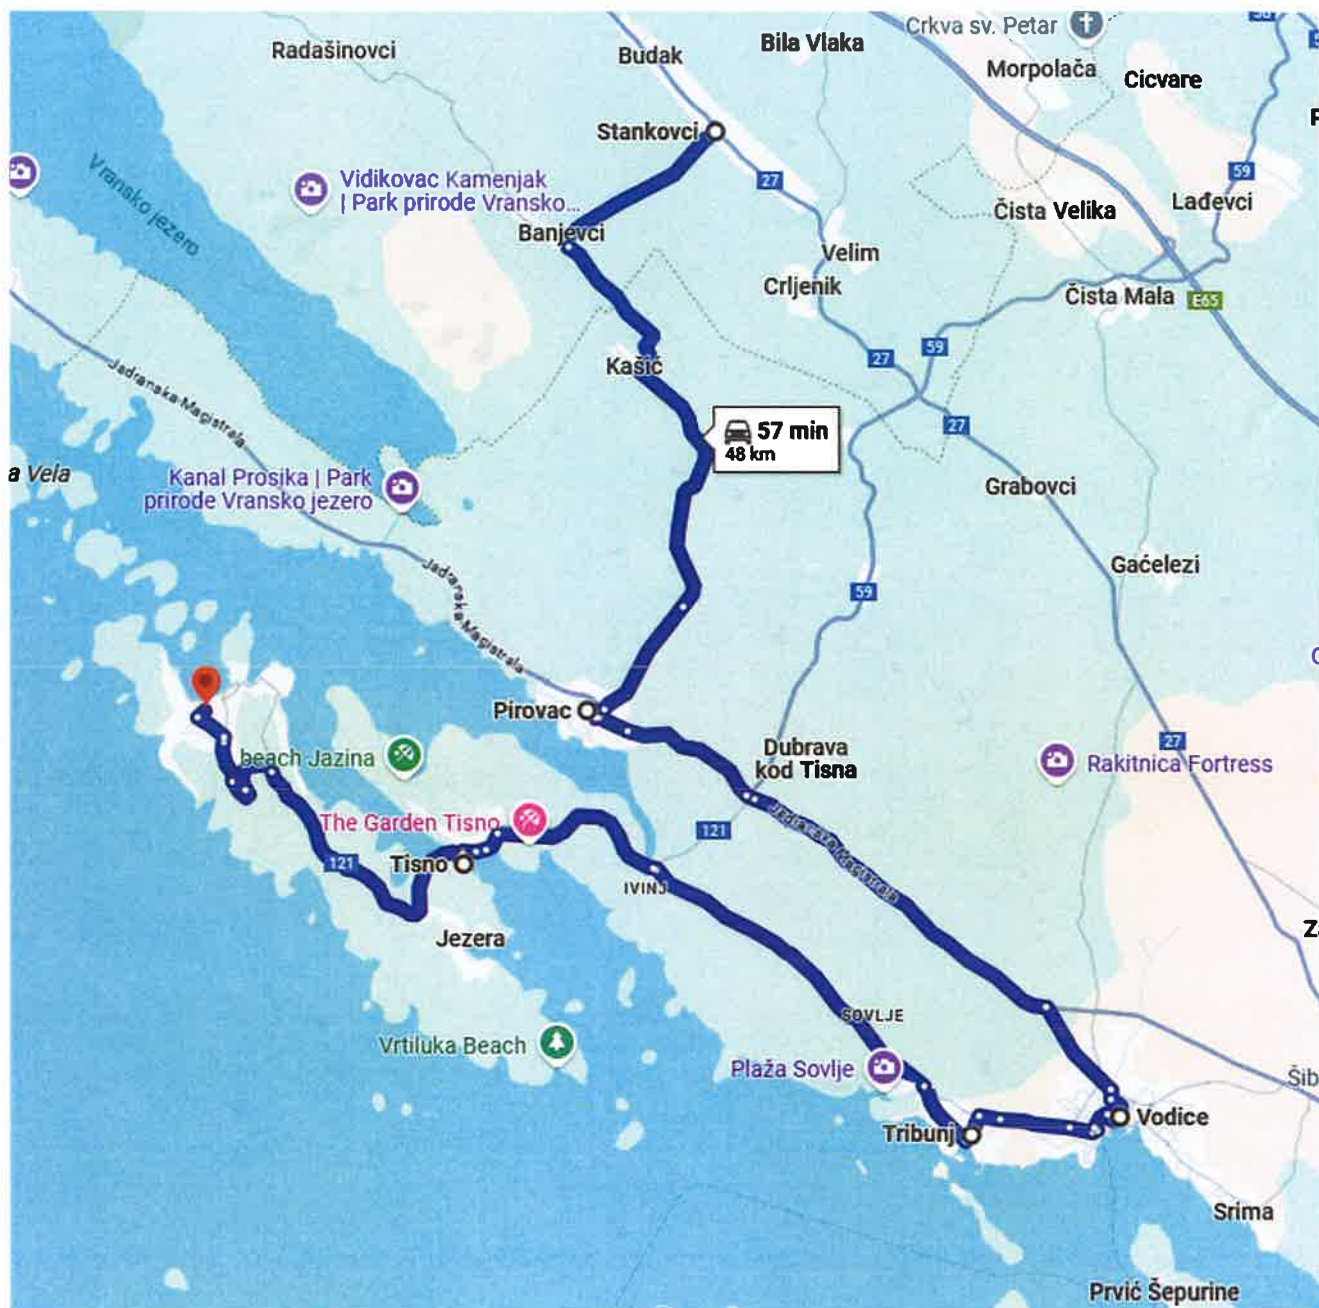 Crkva sv. Petar
Radašinovci
Budak
Bila Vlaka
Morpolača
Cicvare
Stankovci
27
59
Vransko jezero
Vidikovac Kamenjak
| Park prirode Vransko...
Lađevci
Čista Velika
Banjevci
Velim
Crljenik
Čista Mala
E65
59
27
Kašić
Jadranska Magistrala
57 min
48 km
27
a Vela
Kanal Prosika | Park
prirode Vransko jezero
Grabovci
Jadranska Magistrala
Gaćelezi
59
Pirovac
Dubrava
kod Tisna
27
beach Jazina
Rakitnica Fortress
The Garden Tisno
121
Jadranska Magistrala
121
Tisno
IVINJ
Jezera
SOVLJE
Vrtiluka Beach
Plaža Sovlje
Šib
Vodice
Tribunj
Srima
Prvić Šepurine